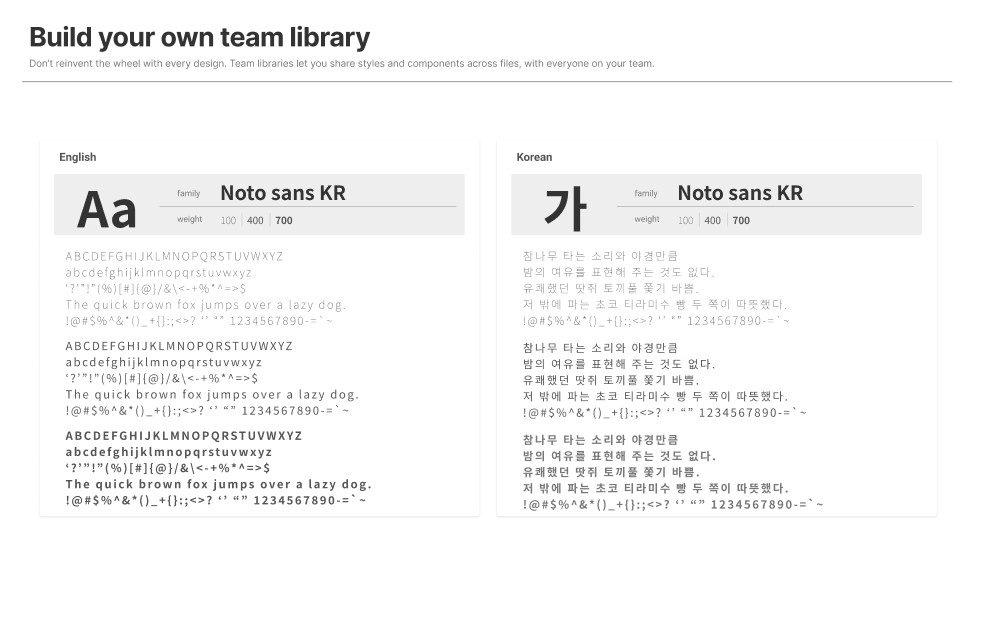 Build your own team library
Don't reinvent the wheel with every design. Team libraries let you share styles and components across files, with everyone on your team.
English
Aa
family
Noto sans KR
weight
100
400
700
ABCDEFGHIJKLMNOPQRSTUVWXYZ
abcdefghijklmnopqrstuvwxyz
‘?’”!”(%)[#]{@}/&\<-+%*^=>$
The quick brown fox jumps over a lazy dog.
!@#$%^&*()_+{}:;<>? ‘’ “” 1234567890-=`~
ABCDEFGHIJKLMNOPQRSTUVWXYZ
abcdefghijklmnopqrstuvwxyz
‘?’”!”(%)[#]{@}/&\<-+%*^=>$
The quick brown fox jumps over a lazy dog.
!@#$%^&*()_+{}:;<>? ‘’ “” 1234567890-=`~
ABCDEFGHIJKLMNOPQRSTUVWXYZ
abcdefghijklmnopqrstuvwxyz
‘?’”!”(%)[#]{@}/&\<-+%*^=>$
The quick brown fox jumps over a lazy dog.
!@#$%^&*()_+{}:;<>? ‘’ “” 1234567890-=`~
Korean
가
family
Noto sans KR
weight
100
400
700
참나무 타는 소리와 야경만큼
밤의 여유를 표현해 주는 것도 없다.
유쾌했던 땃쥐 토끼풀 쫓기 바쁨.
저 밖에 파는 초코 티라미수 빵 두 쪽이 따뜻했다.
!@#$%^&*()_+{}:;<>? ‘’ “” 1234567890-=`~
참나무 타는 소리와 야경만큼
밤의 여유를 표현해 주는 것도 없다.
유쾌했던 땃쥐 토끼풀 쫓기 바쁨.
저 밖에 파는 초코 티라미수 빵 두 쪽이 따뜻했다.
!@#$%^&*()_+{}:;<>? ‘’ “” 1234567890-=`~
참나무 타는 소리와 야경만큼
밤의 여유를 표현해 주는 것도 없다.
유쾌했던 땃쥐 토끼풀 쫓기 바쁨.
저 밖에 파는 초코 티라미수 빵 두 쪽이 따뜻했다.
!@#$%^&*()_+{}:;<>? ‘’ “” 1234567890-=`~